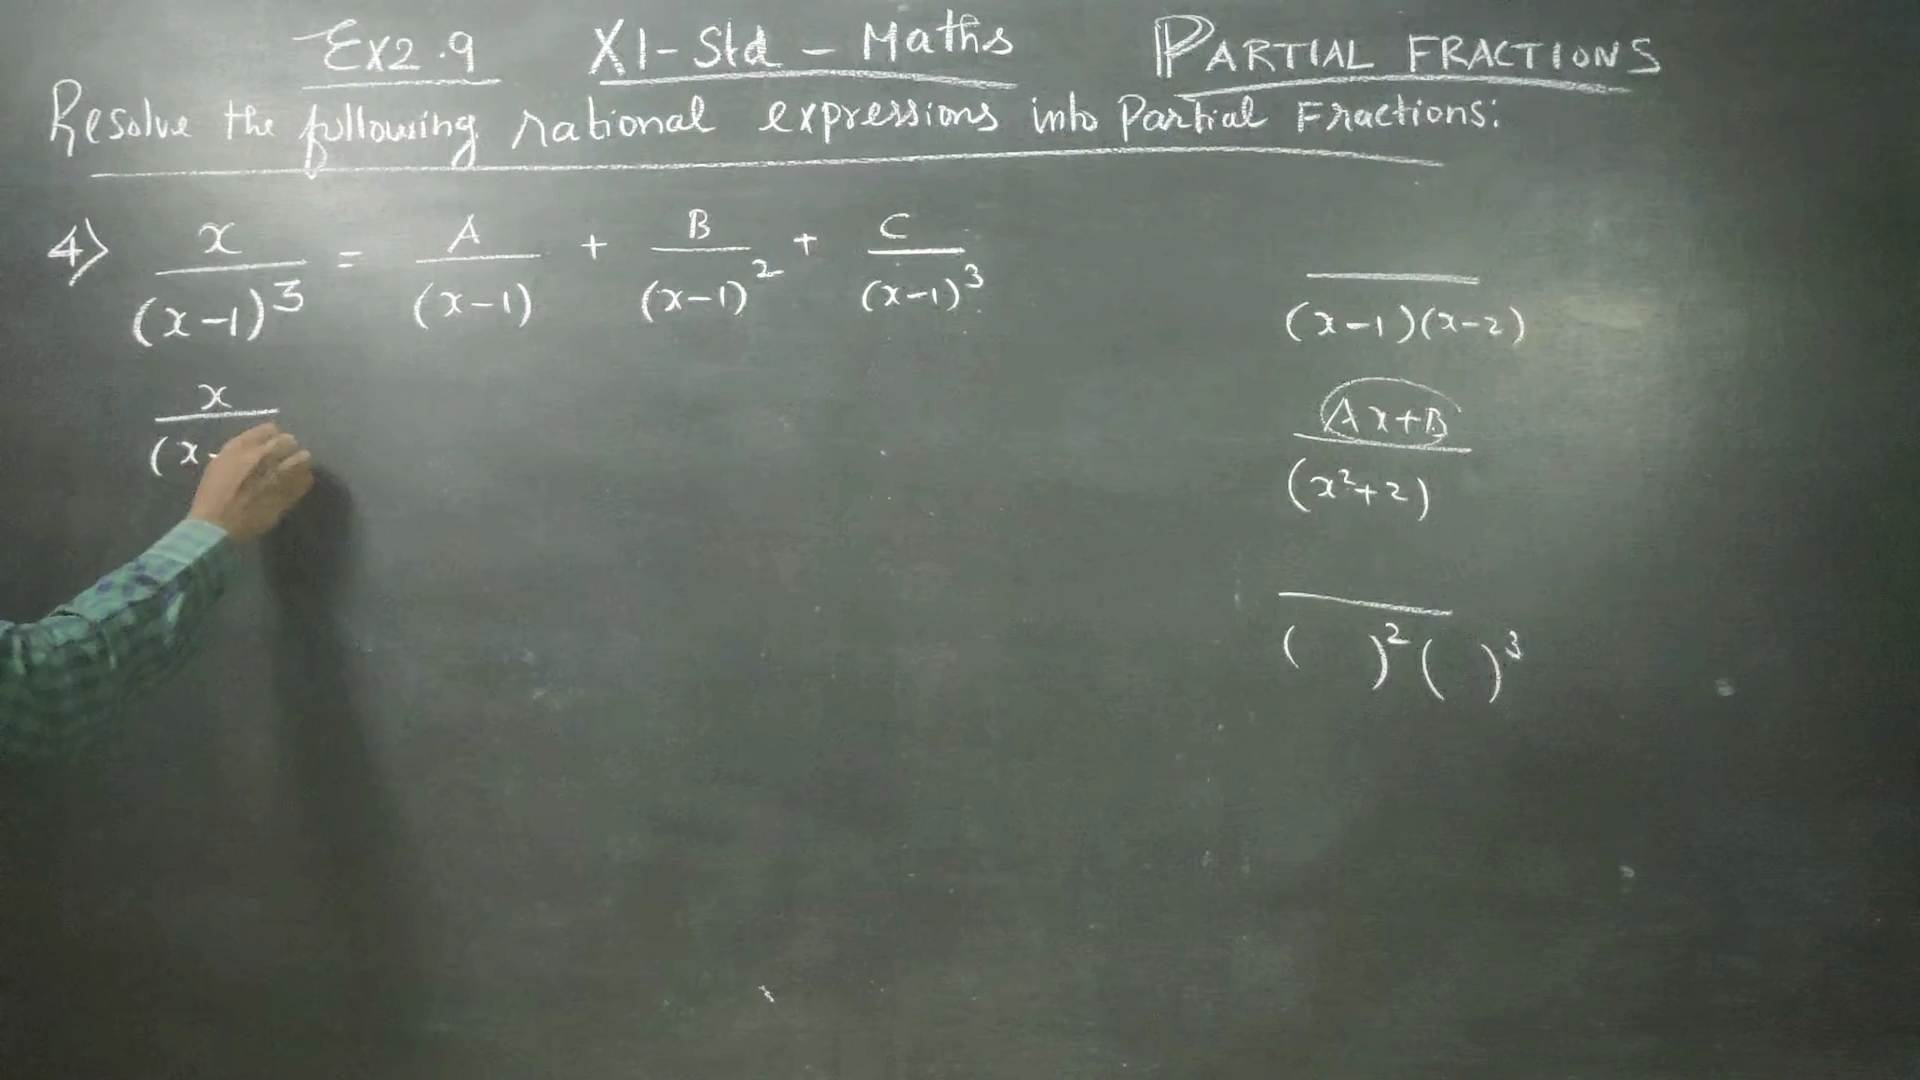 Ex2.9 XI-Std - Maths PARTIAL FRACTIONS
Resolve the following rational expressions into Partial Fractions:
4) x/(x-1)^3 = A/(x-1) + B/(x-1)^2 + C/(x-1)^3
x/(x-
(x-1)(x-2)
Ax+B/(x²+2)
( )²( )³